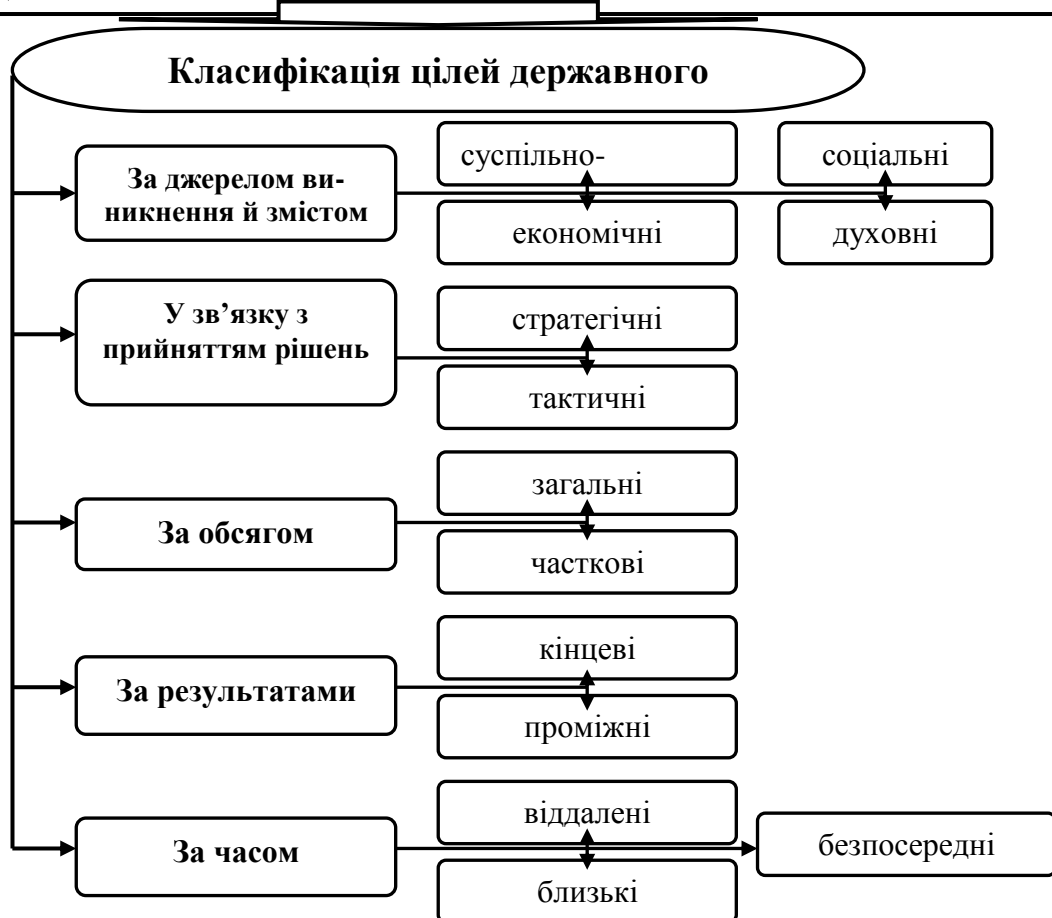 Класифікація цілей державного
За джерелом ви-
никнення й змістом
суспільно-
соціальні
економічні
духовні
У зв’язку з
прийняттям рішень
стратегічні
тактичні
За обсягом
загальні
часткові
За результатами
кінцеві
проміжні
За часом
віддалені
безпосередні
близькі